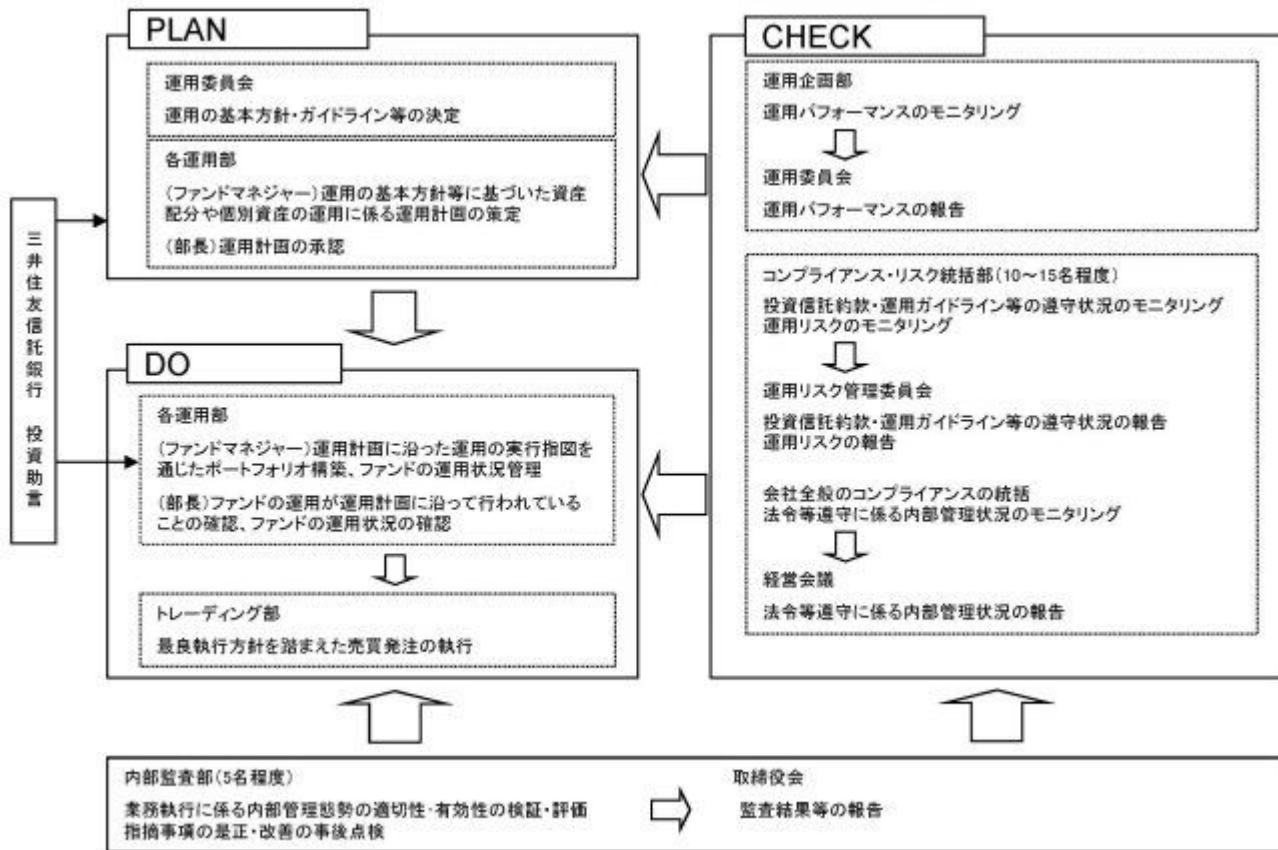 PLAN
運用委員会
運用の基本方針・ガイドライン等の決定
各運用部
(ファンドマネジャー)運用の基本方針等に基づいた資産
配分や個別資産の運用に係る運用計画の策定
(部長)運用計画の承認
三井住友信託銀行 投資助言
DO
各運用部
(ファンドマネジャー)運用計画に沿った運用の実行指図を
通じたポートフォリオ構築、ファンドの運用状況管理
(部長)ファンドの運用が運用計画に沿って行われている
ことの確認、ファンドの運用状況の確認
トレーディング部
最良執行方針を踏まえた売買発注の執行
CHECK
運用企画部
運用パフォーマンスのモニタリング
運用委員会
運用パフォーマンスの報告
コンプライアンス・リスク統括部(10～15名程度)
投資信託約款・運用ガイドライン等の遵守状況のモニタリング
運用リスクのモニタリング
運用リスク管理委員会
投資信託約款・運用ガイドライン等の遵守状況の報告
運用リスクの報告
会社全般のコンプライアンスの統括
法令等遵守に係る内部管理状況のモニタリング
経営会議
法令等遵守に係る内部管理状況の報告
内部監査部(5名程度)
業務執行に係る内部管理態勢の適切性・有効性の検証・評価
指摘事項の是正・改善の事後点検
取締役会
監査結果等の報告